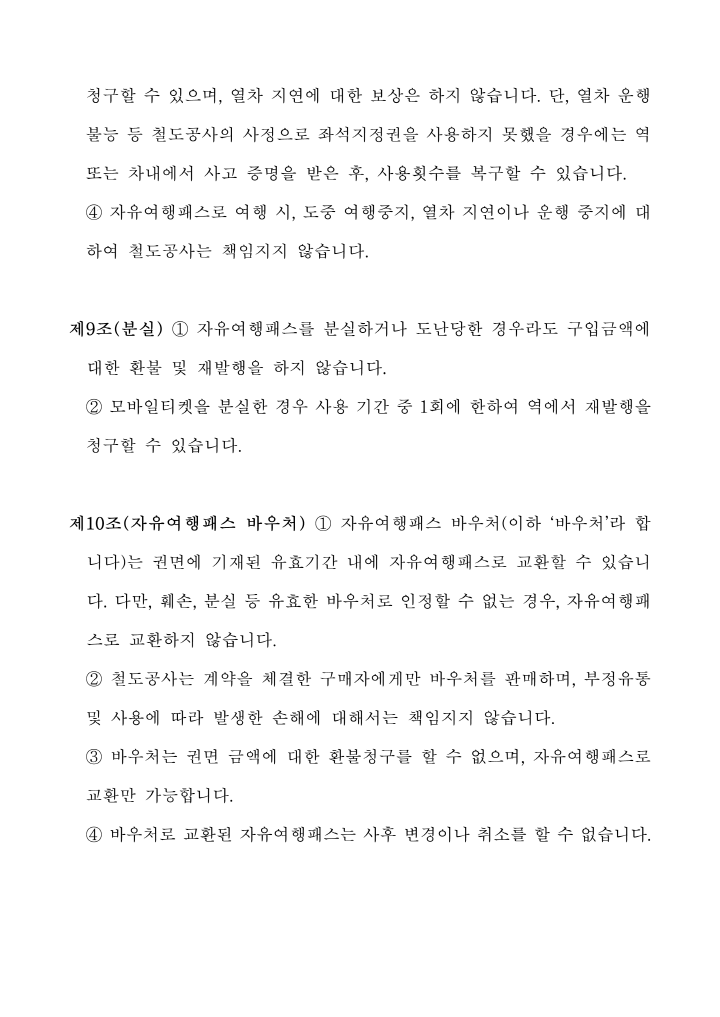 청구할 수 있으며, 열차 지연에 대한 보상은 하지 않습니다. 단, 열차 운행
불능 등 철도공사의 사정으로 좌석지정권을 사용하지 못했을 경우에는 역
또는 차내에서 사고 증명을 받은 후, 사용횟수를 복구할 수 있습니다.
④ 자유여행패스로 여행 시, 도중 여행중지, 열차 지연이나 운행 중지에 대
하여 철도공사는 책임지지 않습니다.
제9조(분실) ① 자유여행패스를 분실하거나 도난당한 경우라도 구입금액에
대한 환불 및 재발행을 하지 않습니다.
② 모바일티켓을 분실한 경우 사용 기간 중 1회에 한하여 역에서 재발행을
청구할 수 있습니다.
제10조(자유여행패스 바우처) ① 자유여행패스 바우처(이하 ‘바우처’라 합
니다)는 권면에 기재된 유효기간 내에 자유여행패스로 교환할 수 있습니
다. 다만, 훼손, 분실 등 유효한 바우처로 인정할 수 없는 경우, 자유여행패
스로 교환하지 않습니다.
② 철도공사는 계약을 체결한 구매자에게만 바우처를 판매하며, 부정유통
및 사용에 따라 발생한 손해에 대해서는 책임지지 않습니다.
③ 바우처는 권면 금액에 대한 환불청구를 할 수 없으며, 자유여행패스로
교환만 가능합니다.
④ 바우처로 교환된 자유여행패스는 사후 변경이나 취소를 할 수 없습니다.